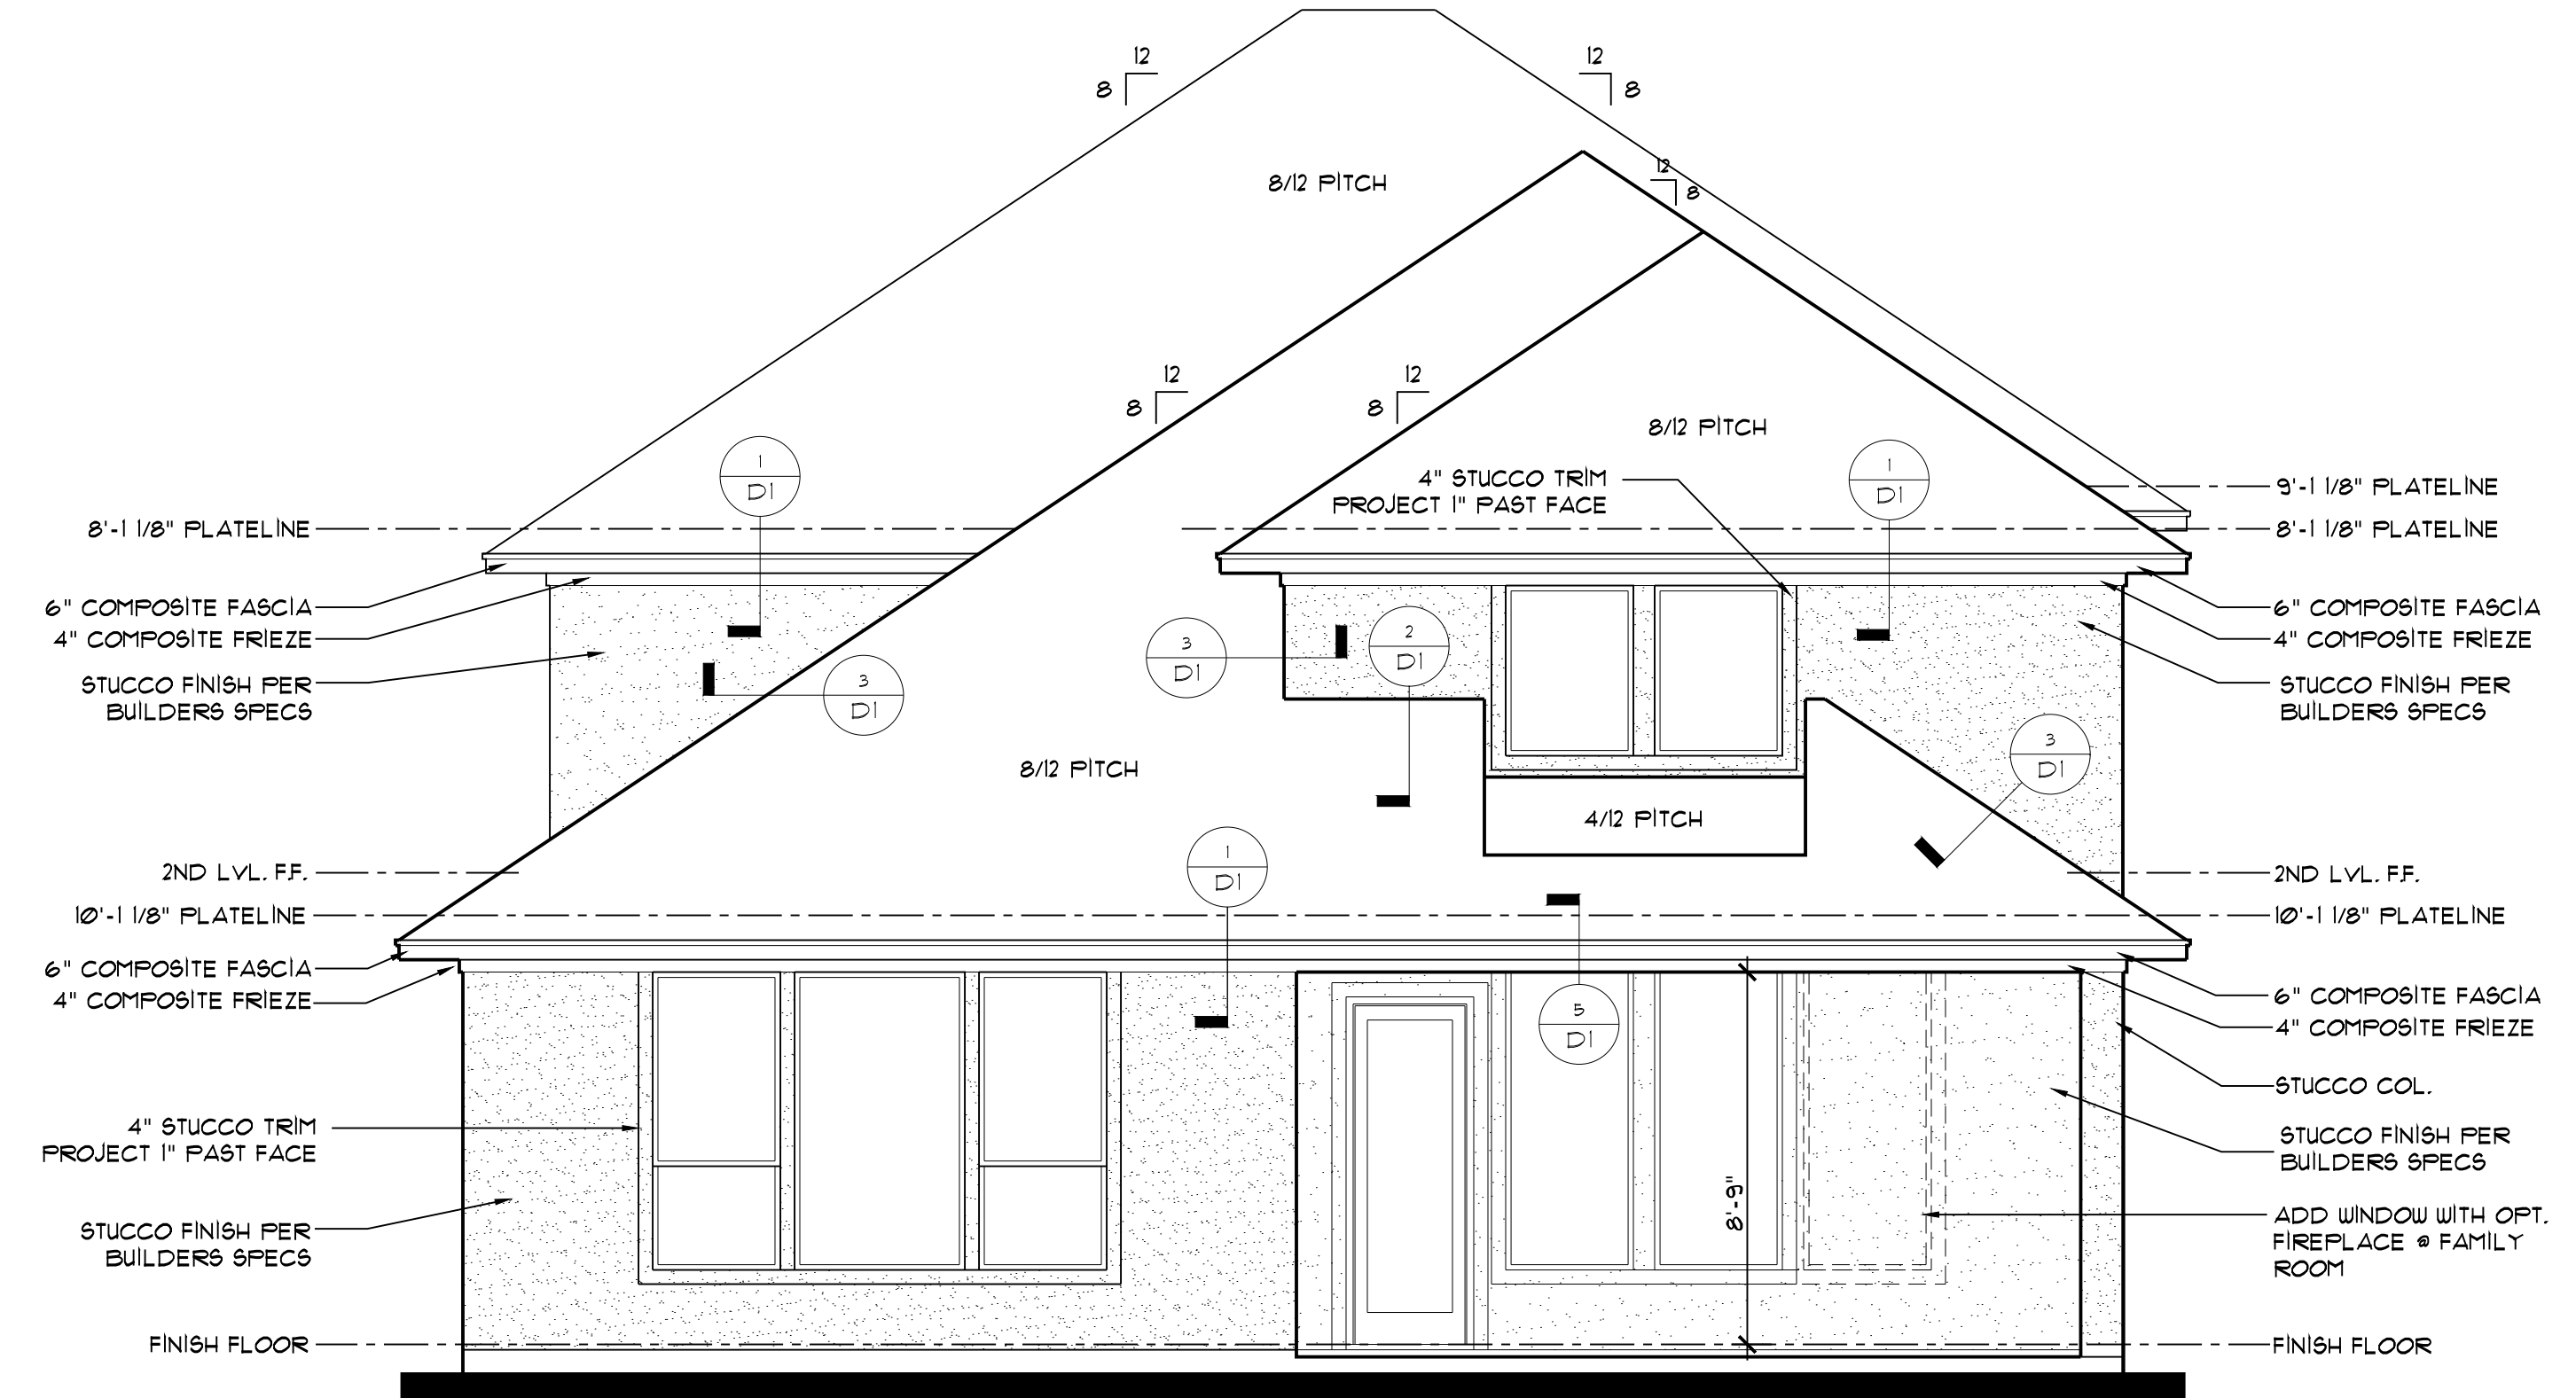 12
8
12
8
12
8
8/12 PITCH
12
8
12
8
8/12 PITCH
1
D1
1
D1
4" STUCCO TRIM
PROJECT 1" PAST FACE
9'-1 1/8" PLATELINE
8'-1 1/8" PLATELINE
8'-1 1/8" PLATELINE
6" COMPOSITE FASCIA
4" COMPOSITE FRIEZE
STUCCO FINISH PER
BUILDERS SPECS
3
D1
3
D1
2
D1
6" COMPOSITE FASCIA
4" COMPOSITE FRIEZE
STUCCO FINISH PER
BUILDERS SPECS
3
D1
8/12 PITCH
4/12 PITCH
1
D1
2ND LVL. F.F.
10'-1 1/8" PLATELINE
2ND LVL. F.F.
10'-1 1/8" PLATELINE
6" COMPOSITE FASCIA
4" COMPOSITE FRIEZE
5
D1
6" COMPOSITE FASCIA
4" COMPOSITE FRIEZE
STUCCO COL.
4" STUCCO TRIM
PROJECT 1" PAST FACE
STUCCO FINISH PER
BUILDERS SPECS
8'-9"
STUCCO FINISH PER
BUILDERS SPECS
ADD WINDOW WITH OPT.
FIREPLACE @ FAMILY
ROOM
FINISH FLOOR
FINISH FLOOR